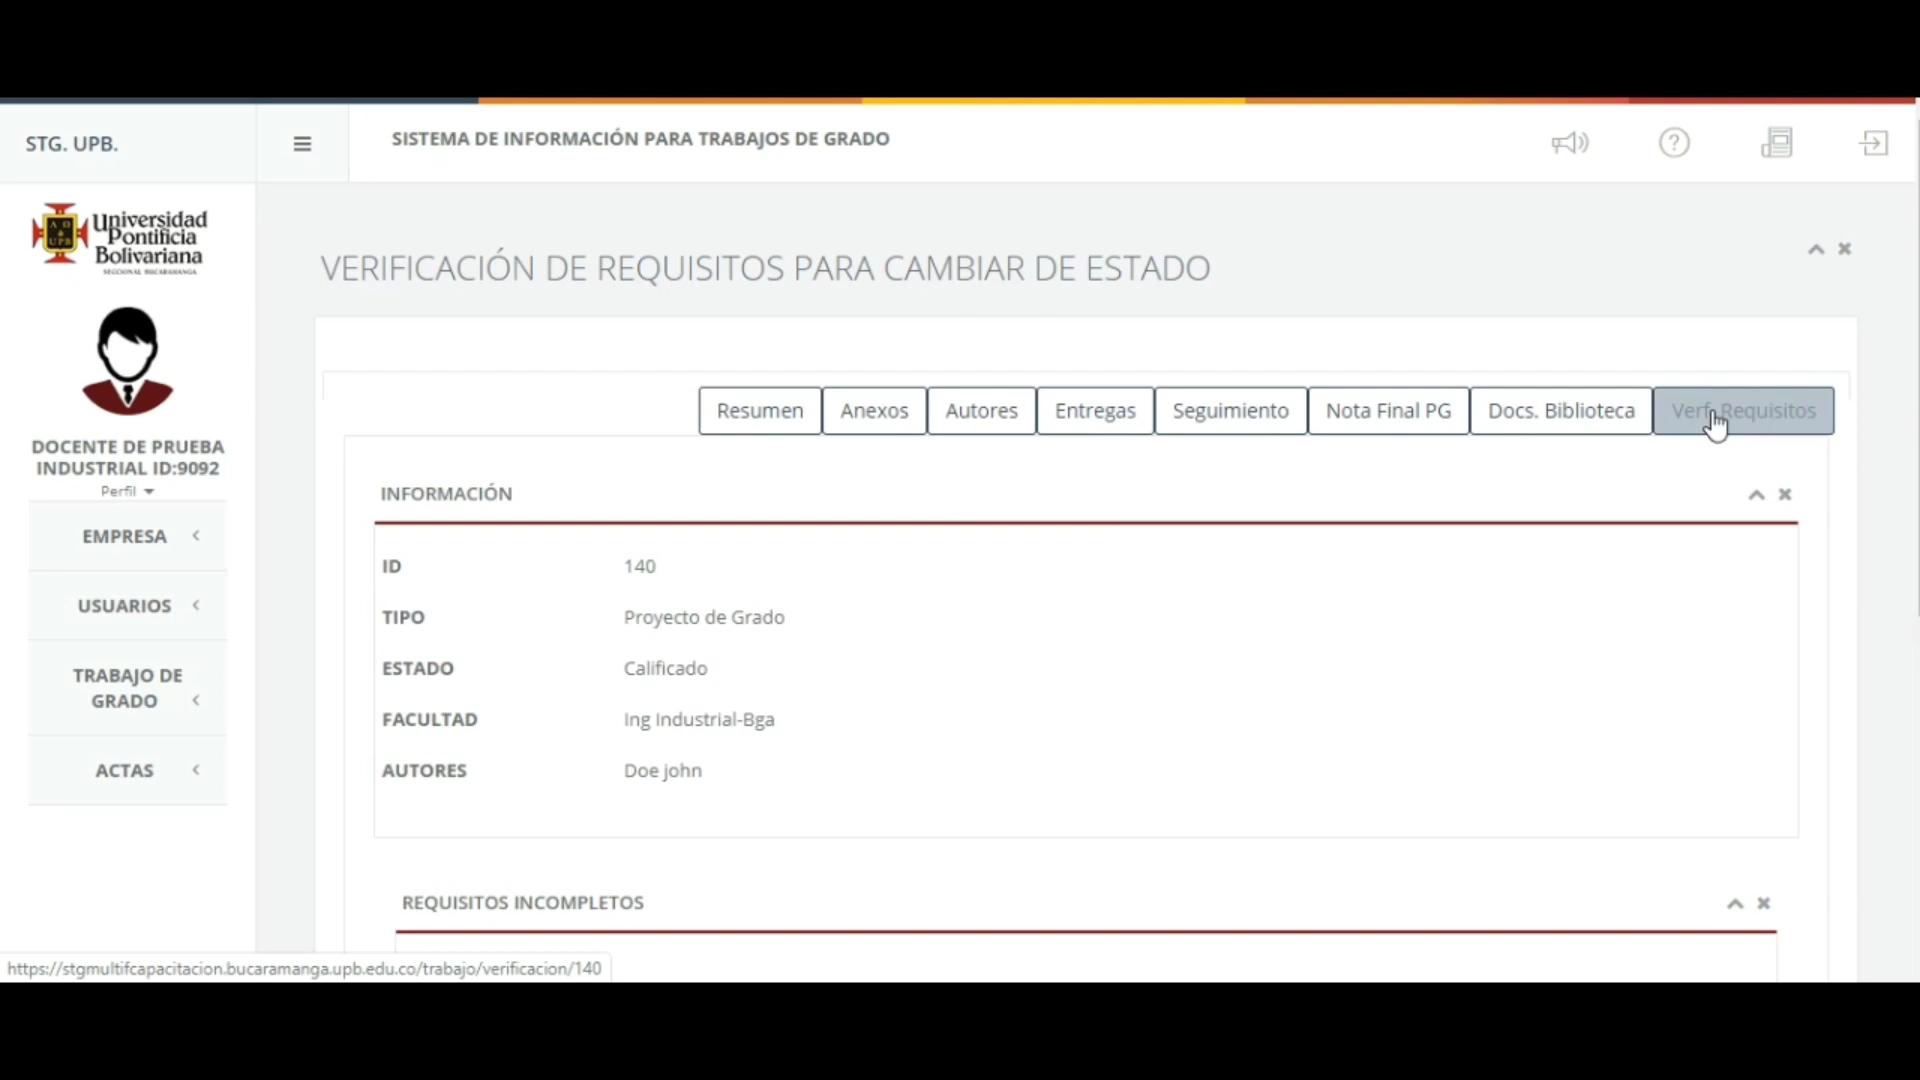 STG. UPB.
SISTEMA DE INFORMACIÓN PARA TRABAJOS DE GRADO
Universidad
Pontificia
Bolivariana
SECCIONAL BUCARAMANGA
DOCENTE DE PRUEBA
INDUSTRIAL ID:9092
Perfil
EMPRESA
USUARIOS
TRABAJO DE
GRADO
ACTAS
VERIFICACIÓN DE REQUISITOS PARA CAMBIAR DE ESTADO
Resumen Anexos Autores Entregas Seguimiento Nota Final PG Docs. Biblioteca Verf. Requisitos
INFORMACIÓN
ID 140
TIPO Proyecto de Grado
ESTADO Calificado
FACULTAD Ing Industrial-Bga
AUTORES Doe john
REQUISITOS INCOMPLETOS
https://stgmultifcapacitacion.bucaramanga.upb.edu.co/trabajo/verificacion/140